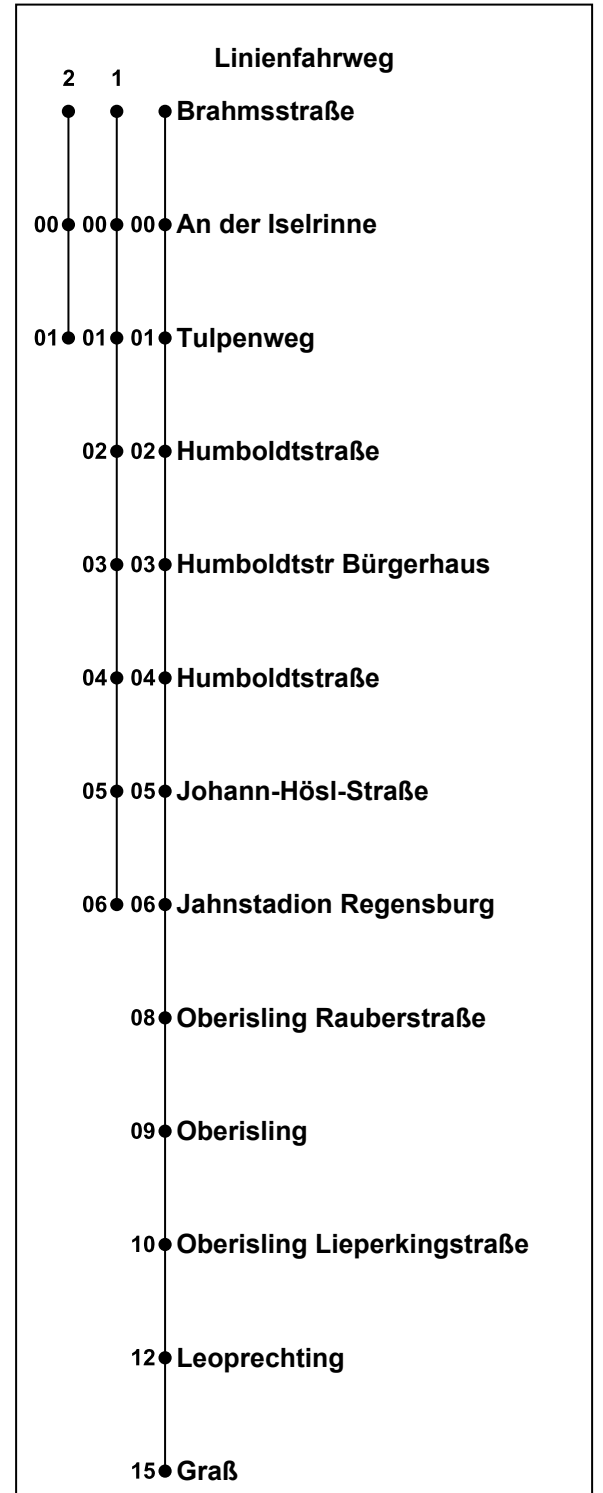 Linienfahrweg
2 1
Brahmsstraße
00 00 00 An der Iselrinne
01 01 01 Tulpenweg
02 02 Humboldtstraße
03 03 Humboldtstr Bürgerhaus
04 04 Humboldtstraße
05 05 Johann-Hösl-Straße
06 06 Jahnstadion Regensburg
08 Oberisling Rauberstraße
09 Oberisling
10 Oberisling Lieperkingstraße
12 Leoprechting
15 Graß